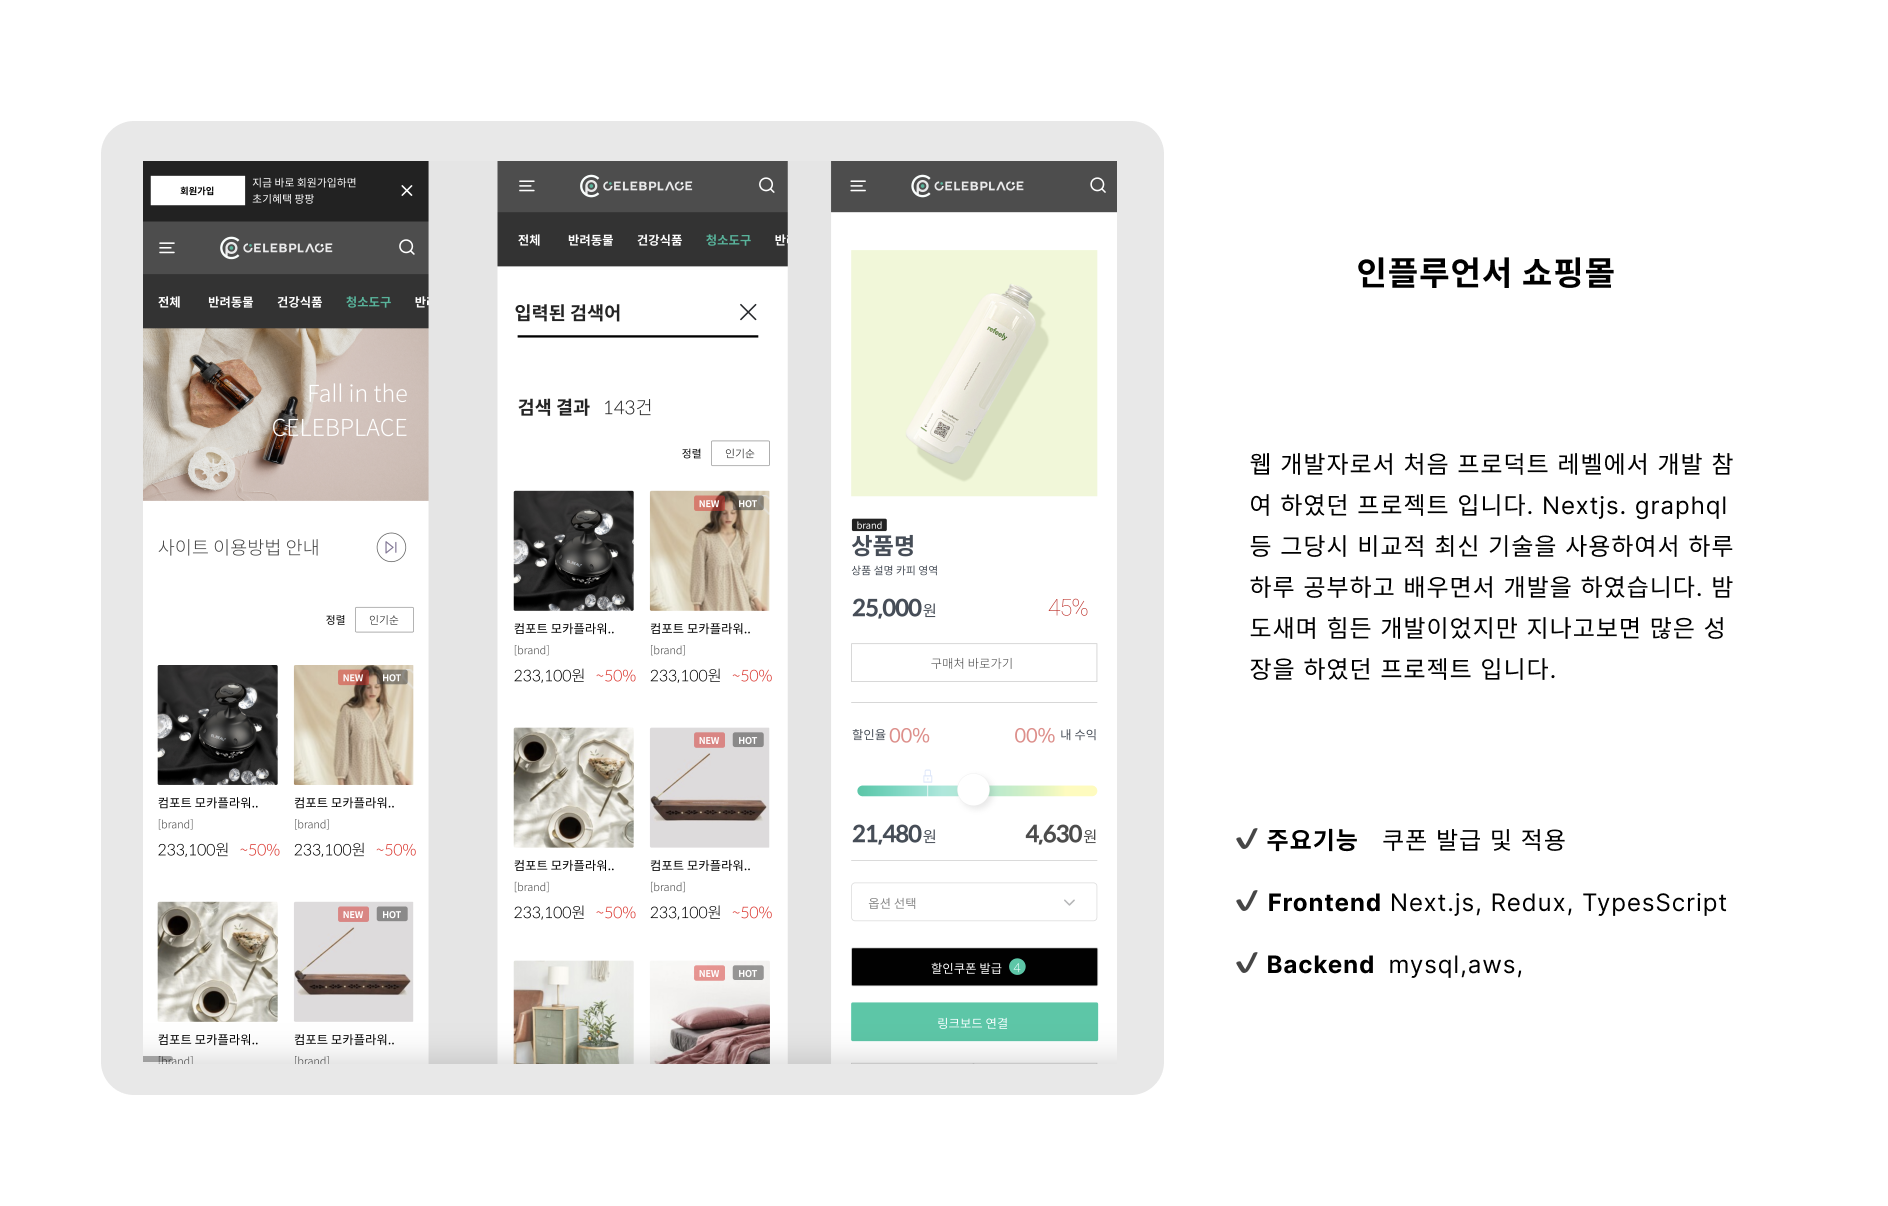 회원가입
지금 바로 회원가입하면
초기혜택 팡팡
CELEBPLACE
전체 반려동물 건강식품 청소도구 반
Fall in the
CELEBPLACE
사이트 이용방법 안내
정렬 인기순
NEW HOT
컴포트 모카플라워.. 컴포트 모카플라워..
[brand] [brand]
233,100원 ~50% 233,100원 ~50%
NEW HOT
컴포트 모카플라워.. 컴포트 모카플라워..
[brand] [brand]
CELEBPLACE
전체 반려동물 건강식품 청소도구 반
입력된 검색어
검색 결과 143건
정렬 인기순
NEW HOT
컴포트 모카플라워.. 컴포트 모카플라워..
[brand] [brand]
233,100원 ~50% 233,100원 ~50%
NEW HOT
컴포트 모카플라워.. 컴포트 모카플라워..
[brand] [brand]
233,100원 ~50% 233,100원 ~50%
NEW HOT
CELEBPLACE
refeely
brand
상품명
상품 설명 카피 영역
25,000원 45%
구매처 바로가기
할인율 00% 00% 내 수익
21,480원 4,630원
옵션 선택
할인쿠폰 발급 4
링크보드 연결
인플루언서 쇼핑몰
웹 개발자로서 처음 프로덕트 레벨에서 개발 참
여 하였던 프로젝트 입니다. Nextjs. graphql
등 그당시 비교적 최신 기술을 사용하여서 하루
하루 공부하고 배우면서 개발을 하였습니다. 밤
도새며 힘든 개발이었지만 지나고보면 많은 성
장을 하였던 프로젝트 입니다.
주요기능 쿠폰 발급 및 적용
Frontend Next.js, Redux, TypesScript
Backend mysql,aws,